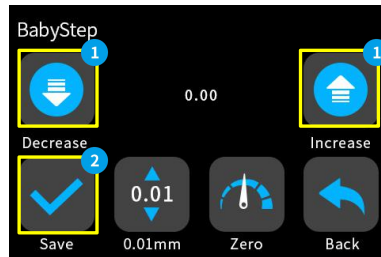 BabyStep
1
1
0.00
Decrease
Increase
2
0.01
Save
0.01mm
Zero
Back